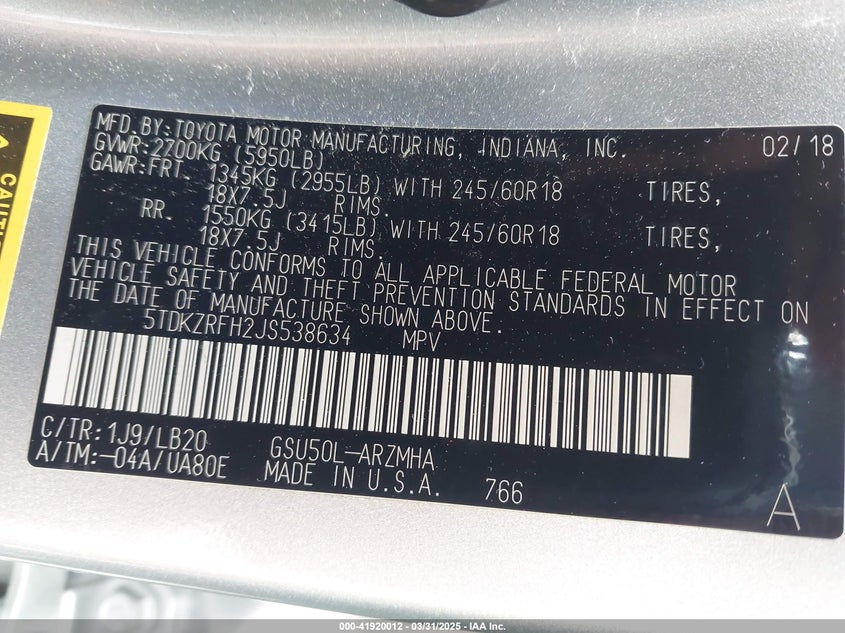 MFD.BY:TOYOTA MOTOR MANUFACTURING, INDIANA, INC. 02/18
GVWR:2700KG (5950LB)
GAWR:FRT. 1345KG (2955LB) WITH 245/60R18 TIRES,
18X7.5J RIMS.
RR. 1550KG (3415LB) WITH 245/60R18 TIRES,
18X7.5J RIMS.
THIS VEHICLE CONFORMS TO ALL APPLICABLE FEDERAL MOTOR
VEHICLE SAFETY AND THEFT PREVENTION STANDARDS IN EFFECT ON
THE DATE OF MANUFACTURE SHOWN ABOVE.
5TDKZRFH2JS538634 MPV
C/TR:1J9/LB20 GSU50L-ARZMHA
A/TM:-04A/UA80E MADE IN U.S.A. 766
A
CAUTION
000-41920012 - 03/31/2025 - IAA Inc.